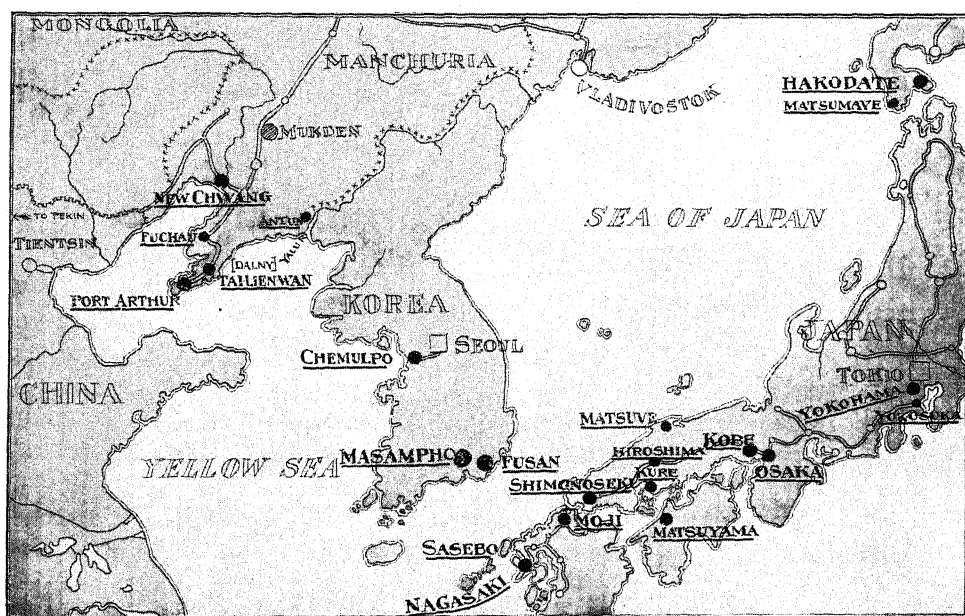 MONGOLIA
MANCHURIA
VLADIVOSTOK
HAKODATE
MATSUMAYE
MUKDEN
NEW CHWANG
← TO PEKIN
TIENTSIN
FUCHAU
ANTUN
YALU R.
[DALNY]
TALIENWAN
PORT ARTHUR
SEA OF JAPAN
KOREA
SEOUL
CHEMULPO
CHINA
JAPAN
TOKIO
YOKOHAMA
YOKOSUKA
YELLOW SEA
MASAMPHO
FUSAN
MATSUYE
HIROSHIMA
KURE
KOBE
OSAKA
SHIMONOSEKI
MOJI
MATSUYAMA
SASEBO
NAGASAKI